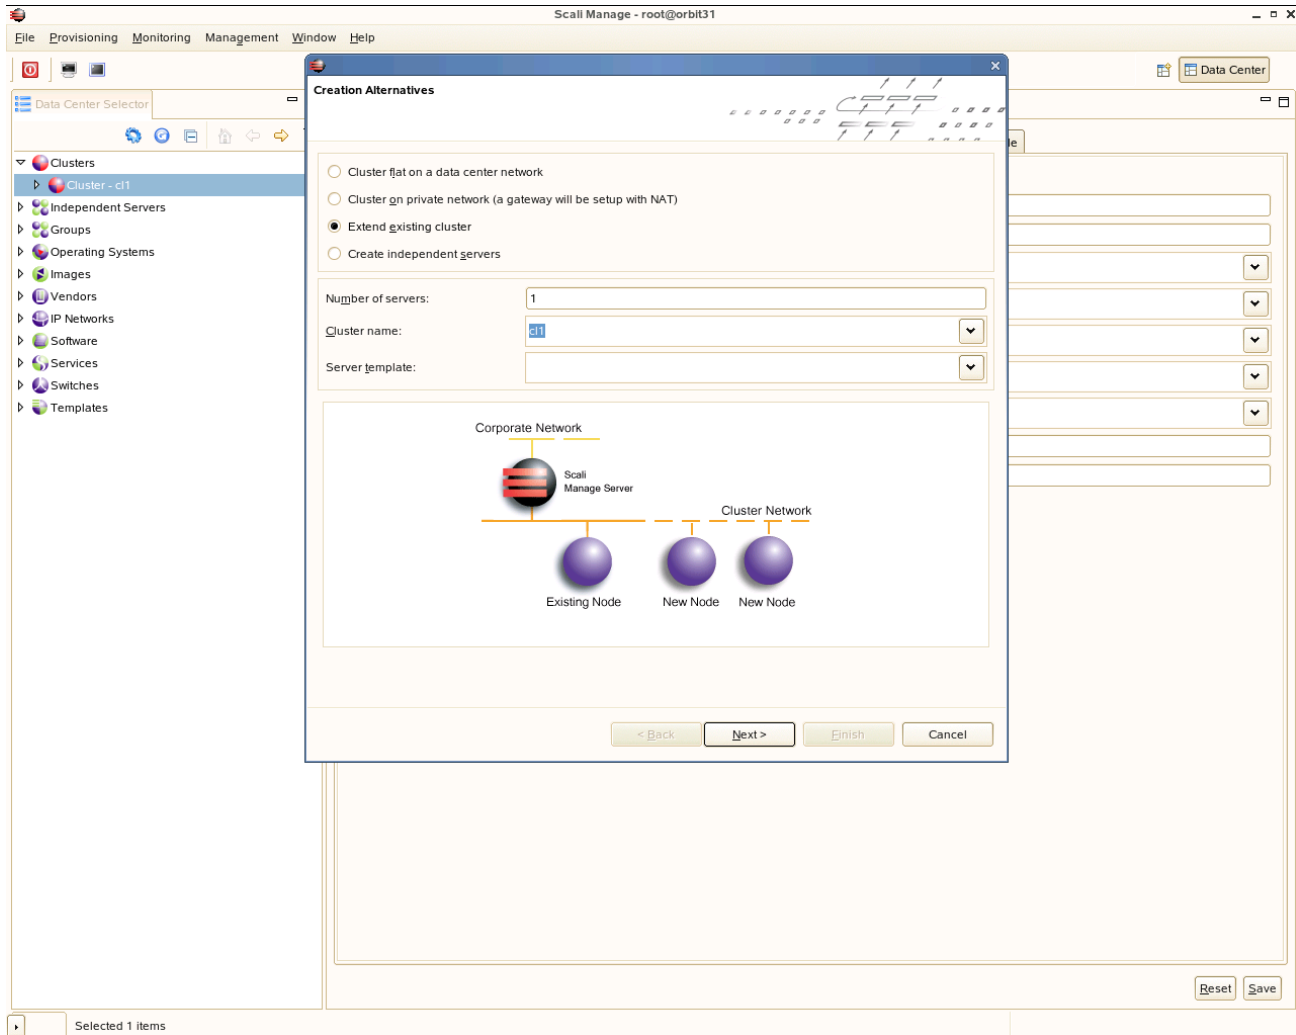 Scali Manage - root@orbit31
File Provisioning Monitoring Management Window Help
Data Center
Data Center Selector
Clusters
Cluster - cl1
Independent Servers
Groups
Operating Systems
Images
Vendors
IP Networks
Software
Services
Switches
Templates
Creation Alternatives
Cluster flat on a data center network
Cluster on private network (a gateway will be setup with NAT)
Extend existing cluster
Create independent servers
Number of servers: 1
Cluster name: cl1
Server template:
Corporate Network
Scali
Manage Server
Cluster Network
Existing Node New Node New Node
< Back Next > Finish Cancel
le
Reset Save
Selected 1 items